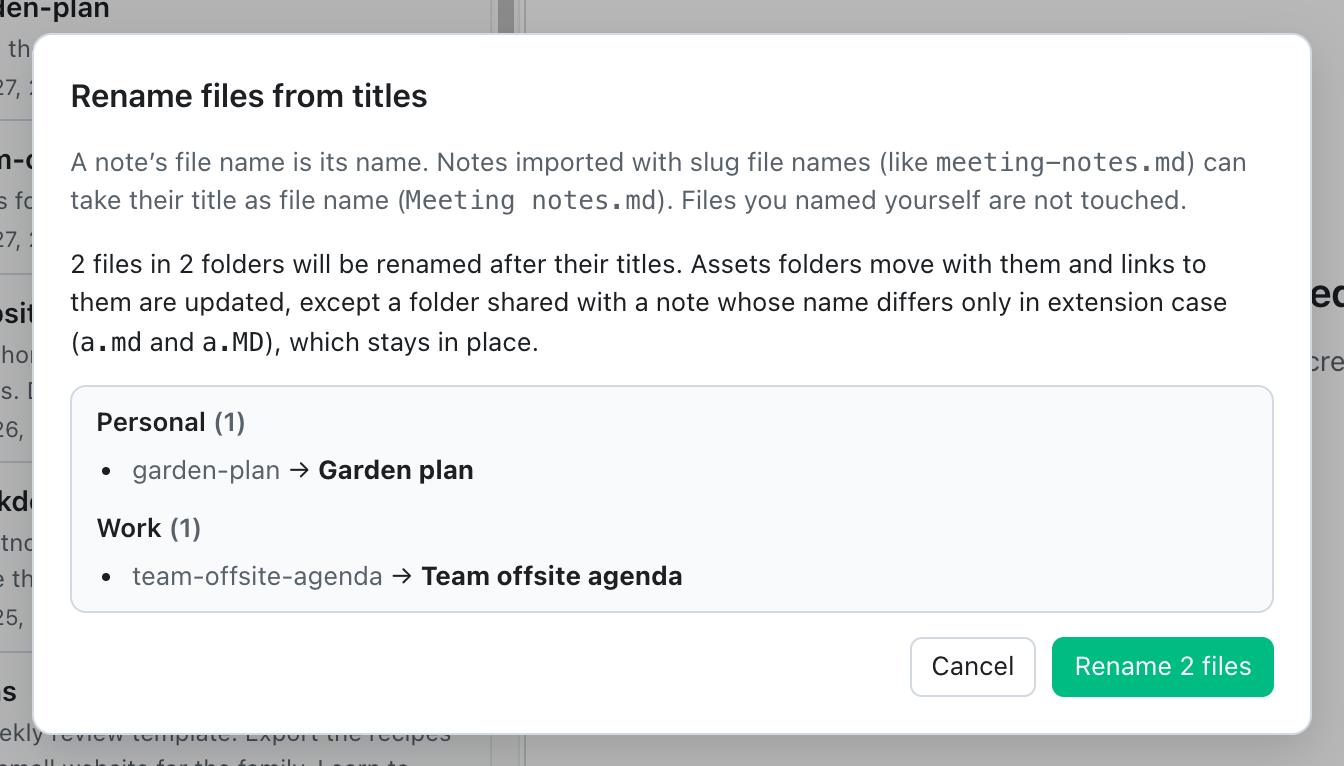 Rename files from titles
A note’s file name is its name. Notes imported with slug file names (like meeting-notes.md) can
take their title as file name (Meeting notes.md). Files you named yourself are not touched.
2 files in 2 folders will be renamed after their titles. Assets folders move with them and links to
them are updated, except a folder shared with a note whose name differs only in extension case
(a.md and a.MD), which stays in place.
Personal (1)
• garden-plan → Garden plan
Work (1)
• team-offsite-agenda → Team offsite agenda
Cancel
Rename 2 files